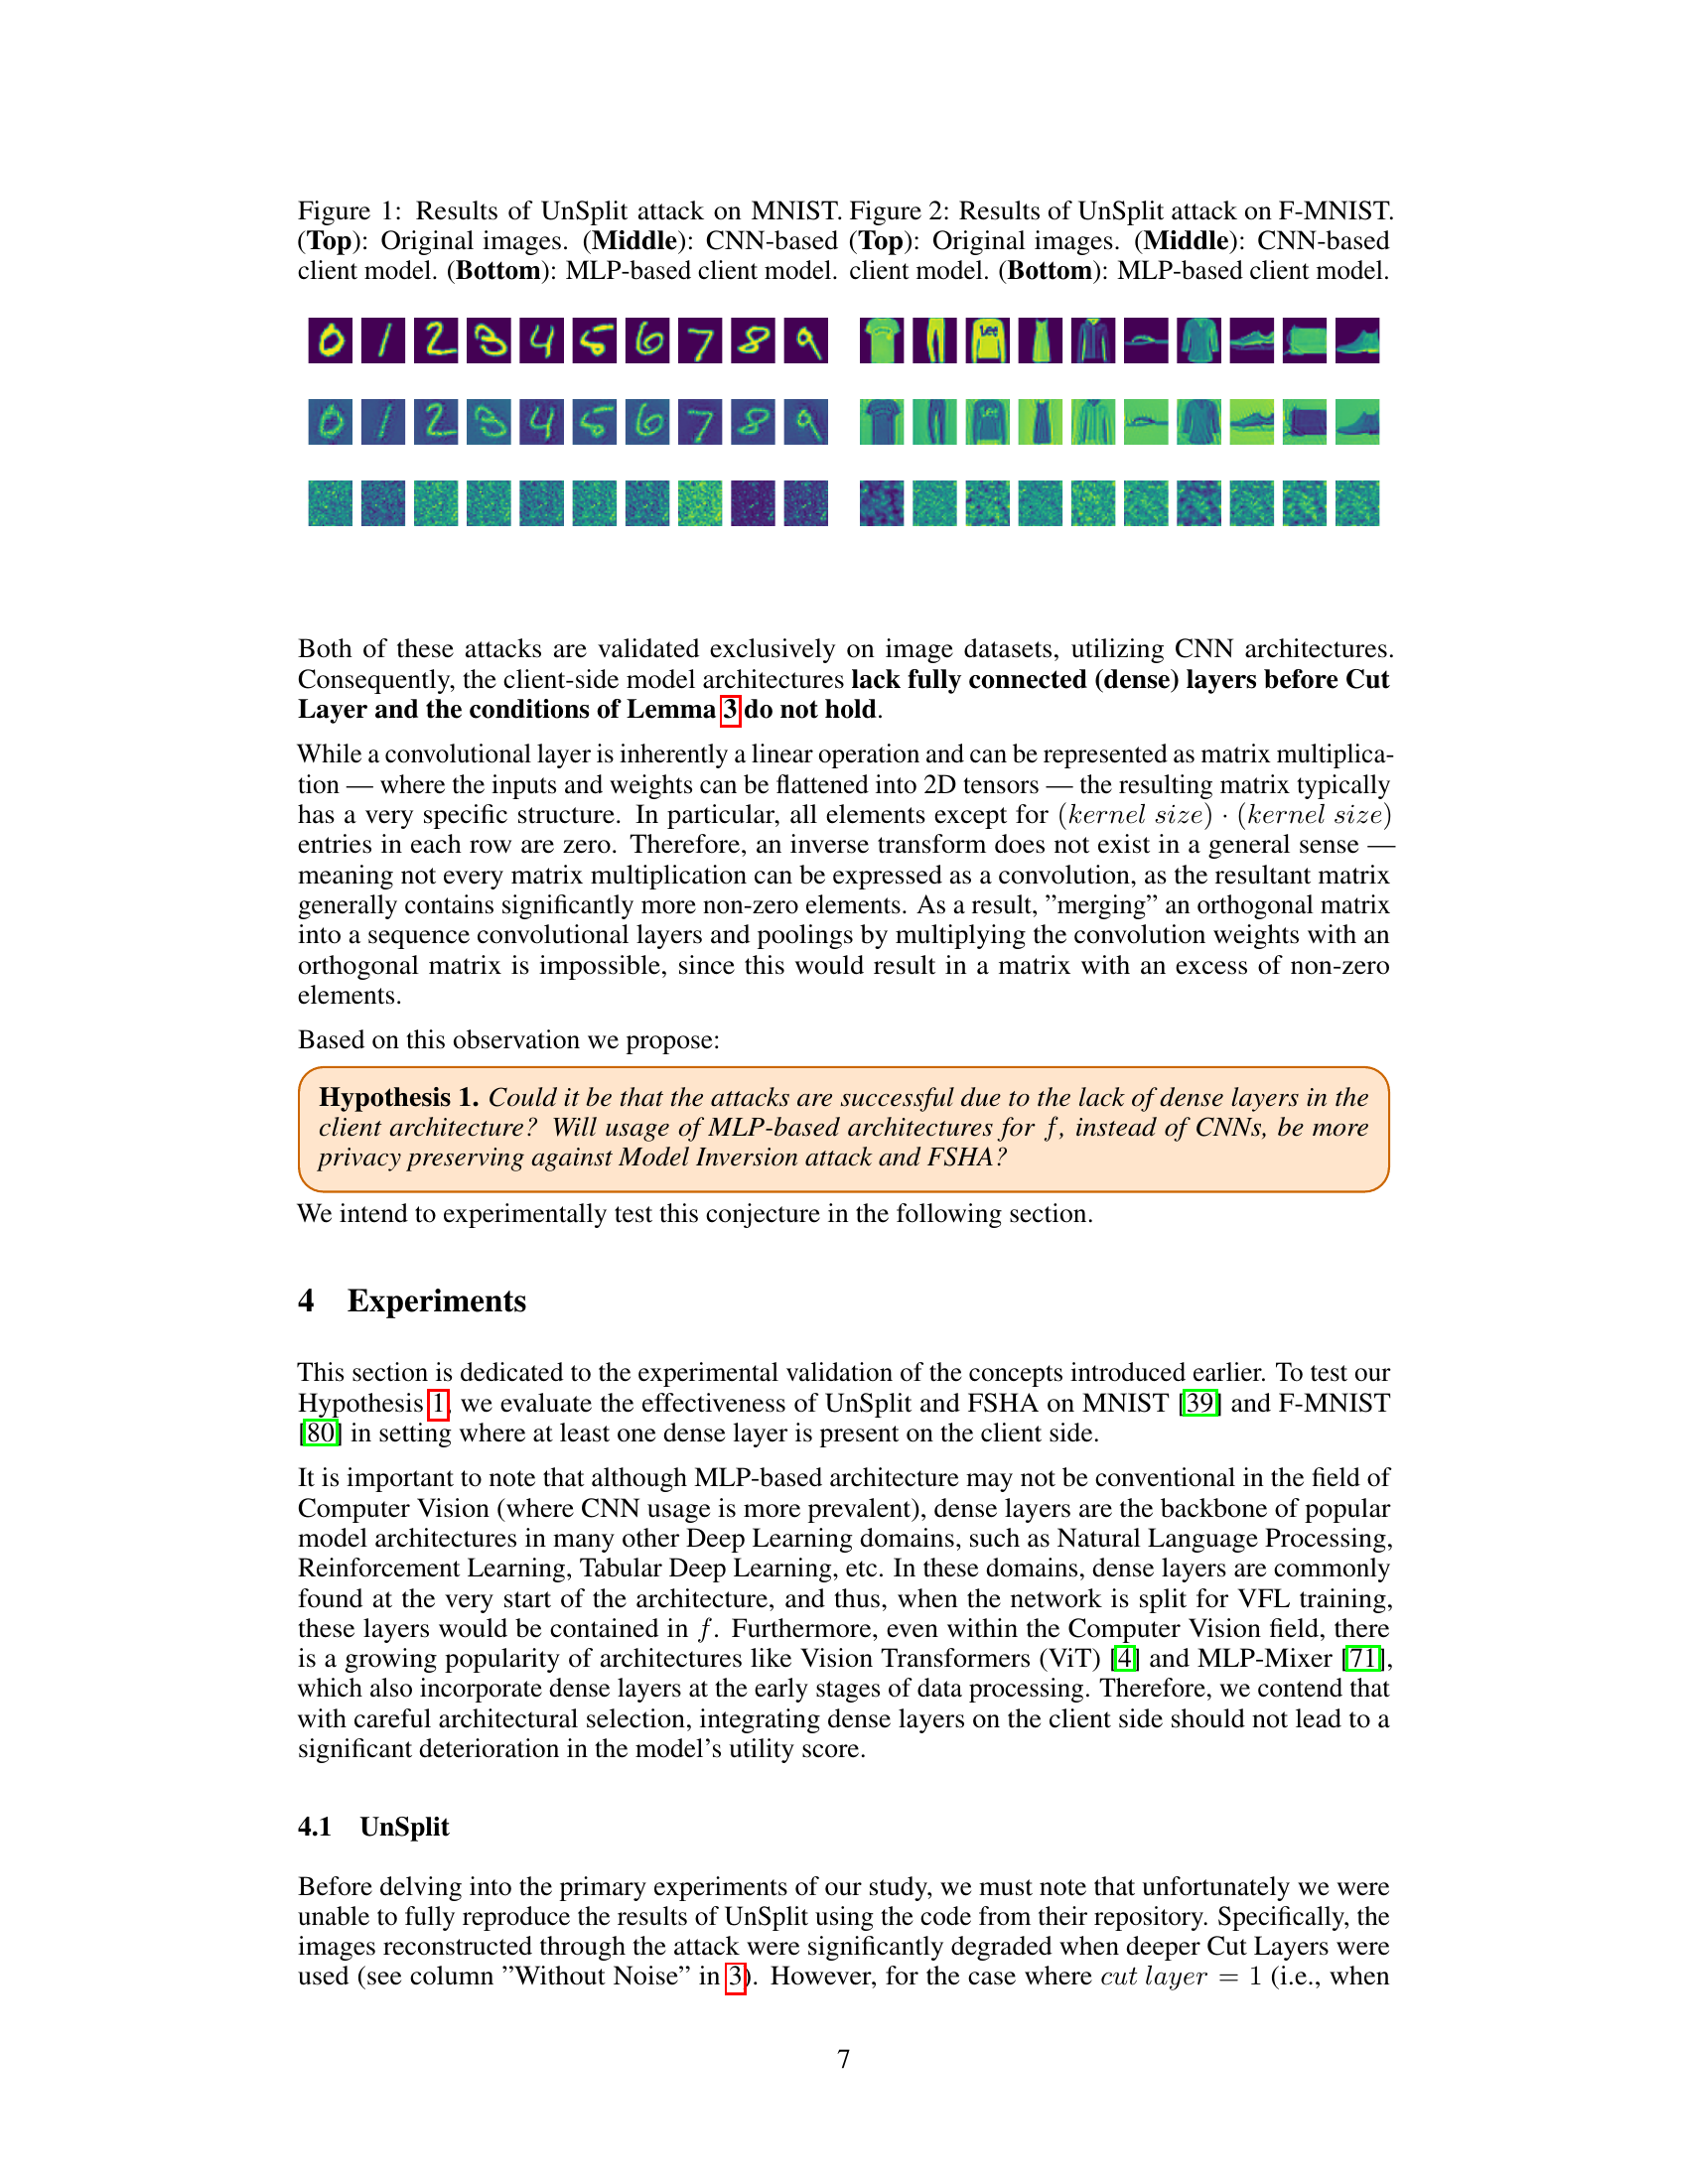 Figure 1: Results of UnSplit attack on MNIST.
(Top): Original images. (Middle): CNN-based
client model. (Bottom): MLP-based client model.
Figure 2: Results of UnSplit attack on F-MNIST.
(Top): Original images. (Middle): CNN-based
client model. (Bottom): MLP-based client model.
0 1 2 3 4 5 6 7 8 9
Lee
0 1 2 3 4 5 6 7 8 9
Lee
Both of these attacks are validated exclusively on image datasets, utilizing CNN architectures.
Consequently, the client-side model architectures lack fully connected (dense) layers before Cut
Layer and the conditions of Lemma 3 do not hold.
While a convolutional layer is inherently a linear operation and can be represented as matrix multiplica-
tion — where the inputs and weights can be flattened into 2D tensors — the resulting matrix typically
has a very specific structure. In particular, all elements except for (kernel size) · (kernel size)
entries in each row are zero. Therefore, an inverse transform does not exist in a general sense —
meaning not every matrix multiplication can be expressed as a convolution, as the resultant matrix
generally contains significantly more non-zero elements. As a result, ”merging” an orthogonal matrix
into a sequence convolutional layers and poolings by multiplying the convolution weights with an
orthogonal matrix is impossible, since this would result in a matrix with an excess of non-zero
elements.
Based on this observation we propose:
Hypothesis 1. Could it be that the attacks are successful due to the lack of dense layers in the
client architecture? Will usage of MLP-based architectures for f, instead of CNNs, be more
privacy preserving against Model Inversion attack and FSHA?
We intend to experimentally test this conjecture in the following section.
4 Experiments
This section is dedicated to the experimental validation of the concepts introduced earlier. To test our
Hypothesis 1, we evaluate the effectiveness of UnSplit and FSHA on MNIST [39] and F-MNIST
[80] in setting where at least one dense layer is present on the client side.
It is important to note that although MLP-based architecture may not be conventional in the field of
Computer Vision (where CNN usage is more prevalent), dense layers are the backbone of popular
model architectures in many other Deep Learning domains, such as Natural Language Processing,
Reinforcement Learning, Tabular Deep Learning, etc. In these domains, dense layers are commonly
found at the very start of the architecture, and thus, when the network is split for VFL training,
these layers would be contained in f. Furthermore, even within the Computer Vision field, there
is a growing popularity of architectures like Vision Transformers (ViT) [4] and MLP-Mixer [71],
which also incorporate dense layers at the early stages of data processing. Therefore, we contend that
with careful architectural selection, integrating dense layers on the client side should not lead to a
significant deterioration in the model’s utility score.
4.1 UnSplit
Before delving into the primary experiments of our study, we must note that unfortunately we were
unable to fully reproduce the results of UnSplit using the code from their repository. Specifically, the
images reconstructed through the attack were significantly degraded when deeper Cut Layers were
used (see column ”Without Noise” in 3). However, for the case where cut layer = 1 (i.e., when
7